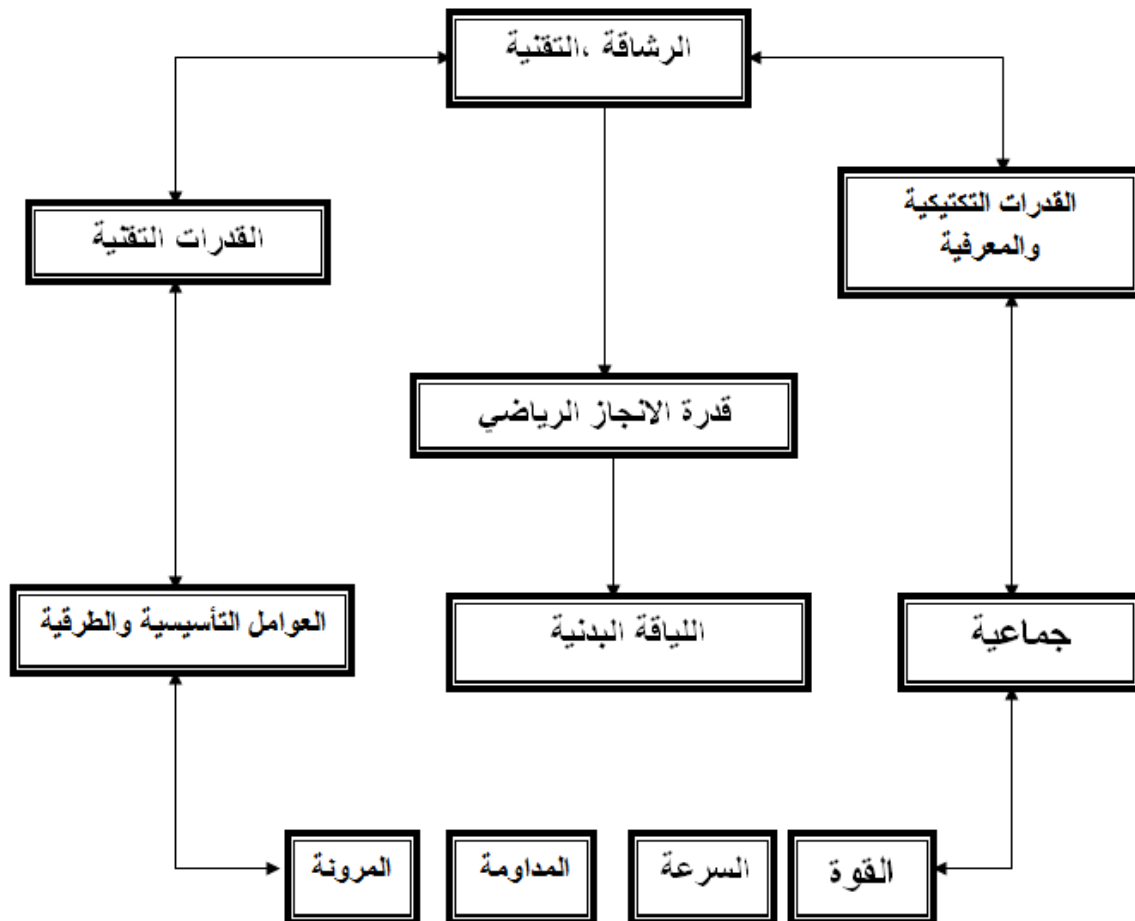 الرشاقة ،التقنية
القدرات التكتيكية
والمعرفية
القدرات التقنية
قدرة الانجاز الرياضي
جماعية
اللياقة البدنية
العوامل التأسيسية والطرقية
القوة
السرعة
المداومة
المرونة